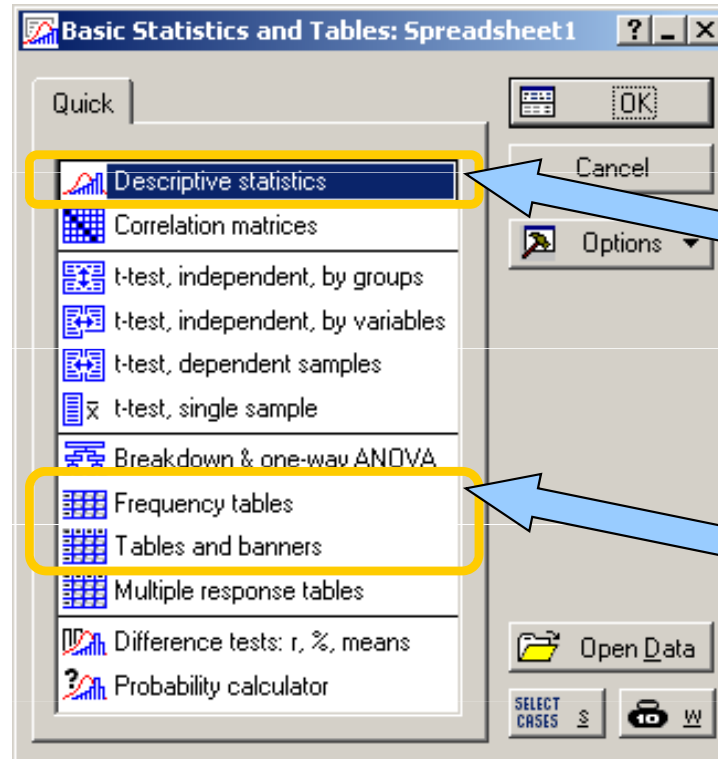 Basic Statistics and Tables: Spreadsheet1
Quick
OK
Descriptive statistics
Cancel
Correlation matrices
Options
t-test, independent, by groups
t-test, independent, by variables
t-test, dependent samples
x t-test, single sample
Breakdown & one-way ANOVA
Frequency tables
Tables and banners
Multiple response tables
Difference tests: r, %, means
Open Data
? Probability calculator
SELECT
CASES S
W